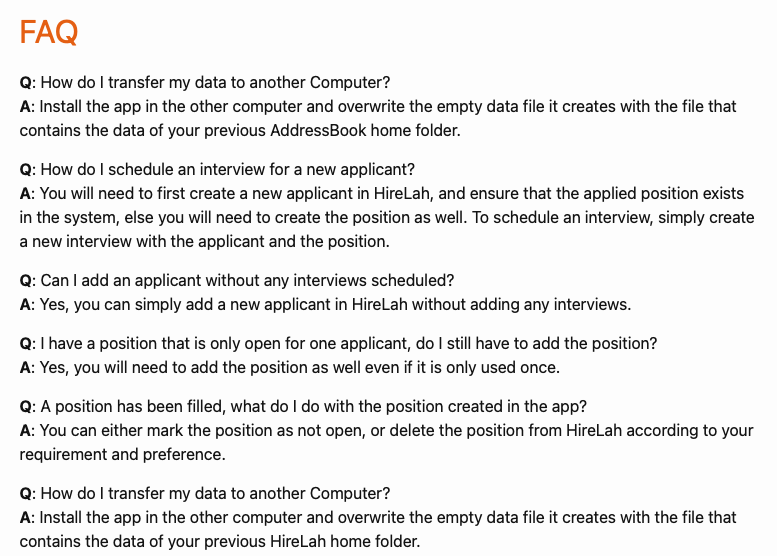 FAQ
Q: How do I transfer my data to another Computer?
A: Install the app in the other computer and overwrite the empty data file it creates with the file that
contains the data of your previous AddressBook home folder.
Q: How do I schedule an interview for a new applicant?
A: You will need to first create a new applicant in HireLah, and ensure that the applied position exists
in the system, else you will need to create the position as well. To schedule an interview, simply create
a new interview with the applicant and the position.
Q: Can I add an applicant without any interviews scheduled?
A: Yes, you can simply add a new applicant in HireLah without adding any interviews.
Q: I have a position that is only open for one applicant, do I still have to add the position?
A: Yes, you will need to add the position as well even if it is only used once.
Q: A position has been filled, what do I do with the position created in the app?
A: You can either mark the position as not open, or delete the position from HireLah according to your
requirement and preference.
Q: How do I transfer my data to another Computer?
A: Install the app in the other computer and overwrite the empty data file it creates with the file that
contains the data of your previous HireLah home folder.